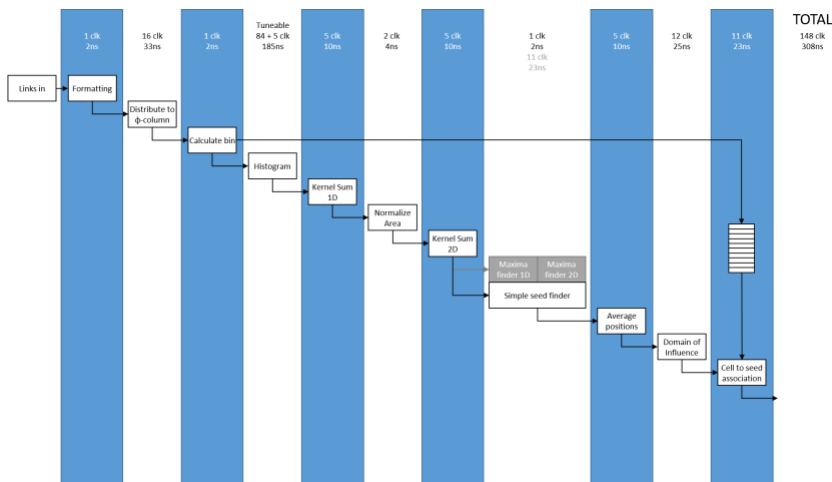 TOTAL
148 clk
308ns
1 clk
2ns
16 clk
33ns
1 clk
2ns
Tuneable
84 + 5 clk
185ns
5 clk
10ns
2 clk
4ns
5 clk
10ns
1 clk
2ns
11 clk
23ns
5 clk
10ns
12 clk
25ns
11 clk
23ns
Links in
Formatting
Distribute to
ϕ-column
Calculate bin
Histogram
Kernel Sum
1D
Normalize
Area
Kernel Sum
2D
Maxima
finder 1D
Maxima
finder 2D
Simple seed finder
Average
positions
Domain of
Influence
Cell to seed
association